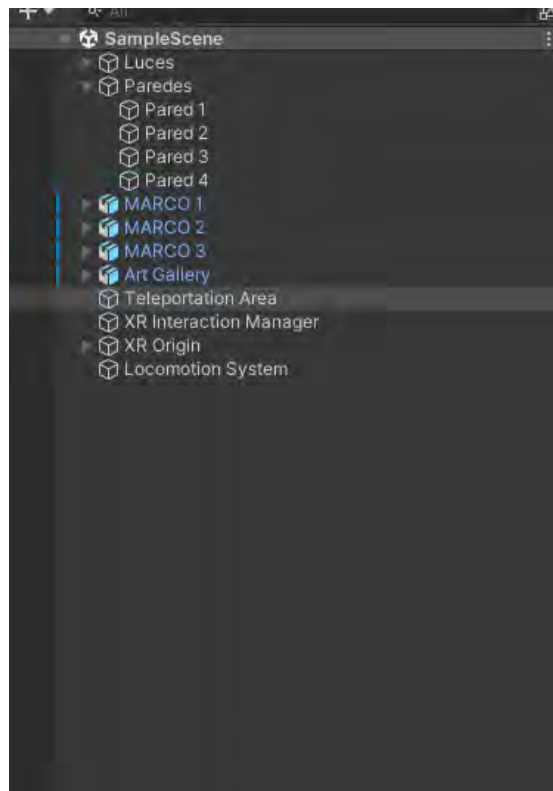 All
SampleScene
Luces
Paredes
Pared 1
Pared 2
Pared 3
Pared 4
MARCO 1
MARCO 2
MARCO 3
Art Gallery
Teleportation Area
XR Interaction Manager
XR Origin
Locomotion System